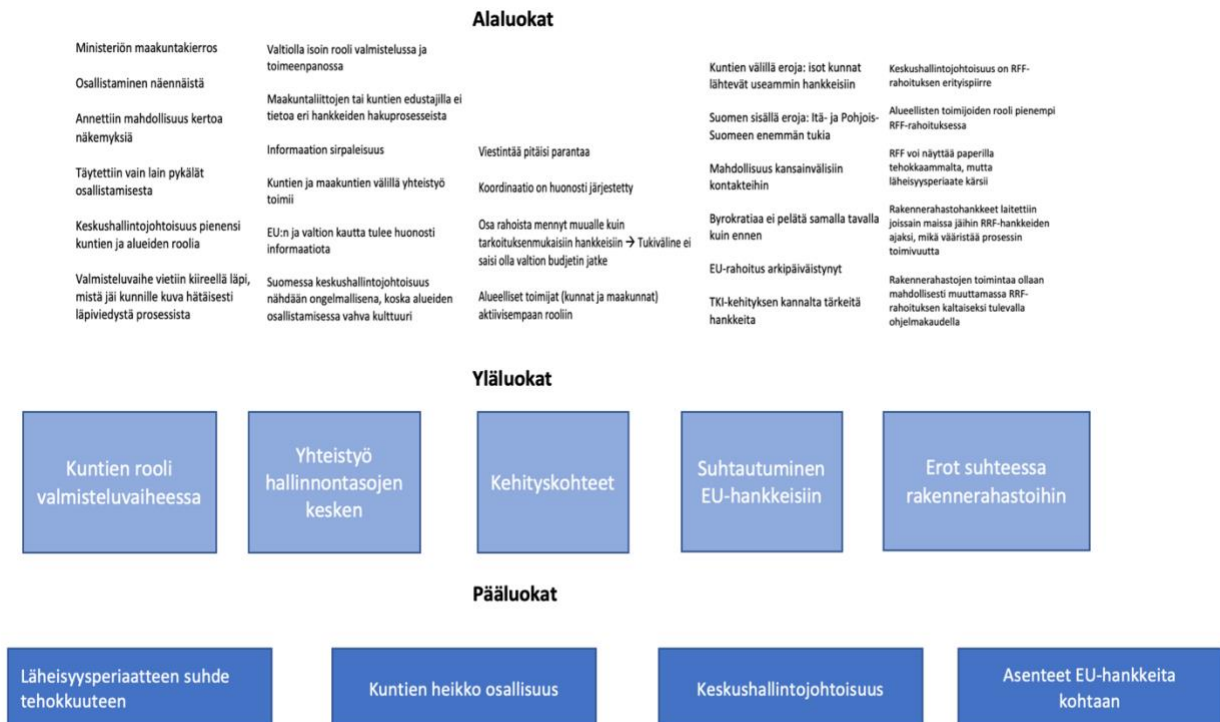 Alaluokat
Ministeriön maakuntakierros
Osallistaminen näennäistä
Annettiin mahdollisuus kertoa
näkemyksiä
Täytettiin vain lain pykälät
osallistamisesta
Keskushallintojohtoisuus pienensi
kuntien ja alueiden roolia
Valmisteluvaihe vietiin kiireellä läpi,
mistä jäi kunnille kuva hätäisesti
läpiviedystä prosessista
Valtiolla isoin rooli valmistelussa ja
toimeenpanossa
Maakuntaliittojen tai kuntien edustajilla ei
tietoa eri hankkeiden hakuprosesseista
Informaation sirpaleisuus
Kuntien ja maakuntien välillä yhteistyö
toimii
EU:n ja valtion kautta tulee huonosti
informaatiota
Suomessa keskushallintojohtoisuus
nähdään ongelmallisena, koska alueiden
osallistamisessa vahva kulttuuri
Viestintää pitäisi parantaa
Koordinaatio on huonosti järjestetty
Osa rahoista mennyt muualle kuin
tarkoituksenmukaisiin hankkeisiin → Tukiväline ei
saisi olla valtion budjetin jatke
Alueelliset toimijat (kunnat ja maakunnat)
aktiivisempaan rooliin
Kuntien välillä eroja: isot kunnat
lähtevät useammin hankkeisiin
Suomen sisällä eroja: Itä- ja Pohjois-
Suomeen enemmän tukia
Mahdollisuus kansainvälisiin
kontakteihin
Byrokratiaa ei pelätä samalla tavalla
kuin ennen
EU-rahoitus arkipäiväistynyt
TKI-kehityksen kannalta tärkeitä
hankkeita
Keskushallintojohtoisuus on RFF-
rahoituksen erityispiirre
Alueellisten toimijoiden rooli pienempi
RFF-rahoituksessa
RFF voi näyttää paperilla
tehokkaammalta, mutta
läheisyysperiaate kärsii
Rakennerahastohankkeet laitettiin
joissain maissa jäihin RRF-hankkeiden
ajaksi, mikä vääristää prosessin
toimivuutta
Rakennerahastojen toimintaa ollaan
mahdollisesti muuttamassa RRF-
rahoituksen kaltaiseksi tulevalla
ohjelmakaudella
Yläluokat
Kuntien rooli
valmisteluvaiheessa
Yhteistyö
hallinnontasojen
kesken
Kehityskohteet
Suhtautuminen
EU-hankkeisiin
Erot suhteessa
rakennerahastoihin
Pääluokat
Läheisyysperiaatteen suhde
tehokkuuteen
Kuntien heikko osallisuus
Keskushallintojohtoisuus
Asenteet EU-hankkeita
kohtaan